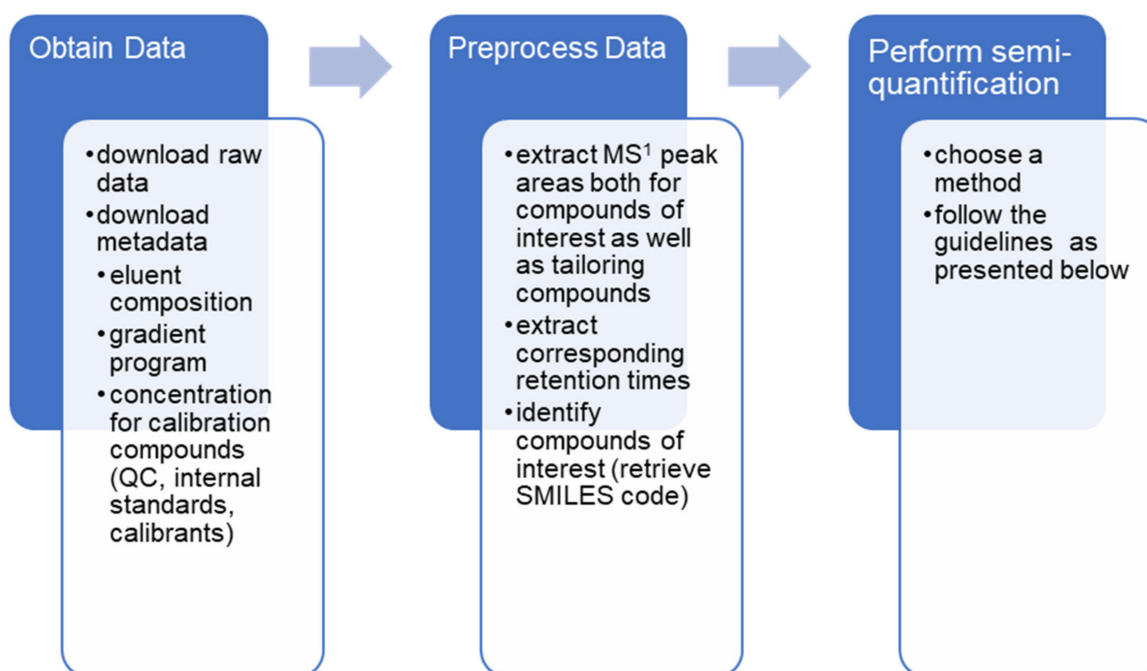 Obtain Data
•download raw
data
•download
metadata
•eluent
composition
•gradient
program
•concentration
for calibration
compounds
(QC, internal
standards,
calibrants)
Preprocess Data
•extract MS¹ peak
areas both for
compounds of
interest as well
as tailoring
compounds
•extract
corresponding
retention times
•identify
compounds of
interest (retrieve
SMILES code)
Perform semi-
quantification
•choose a
method
•follow the
guidelines as
presented below